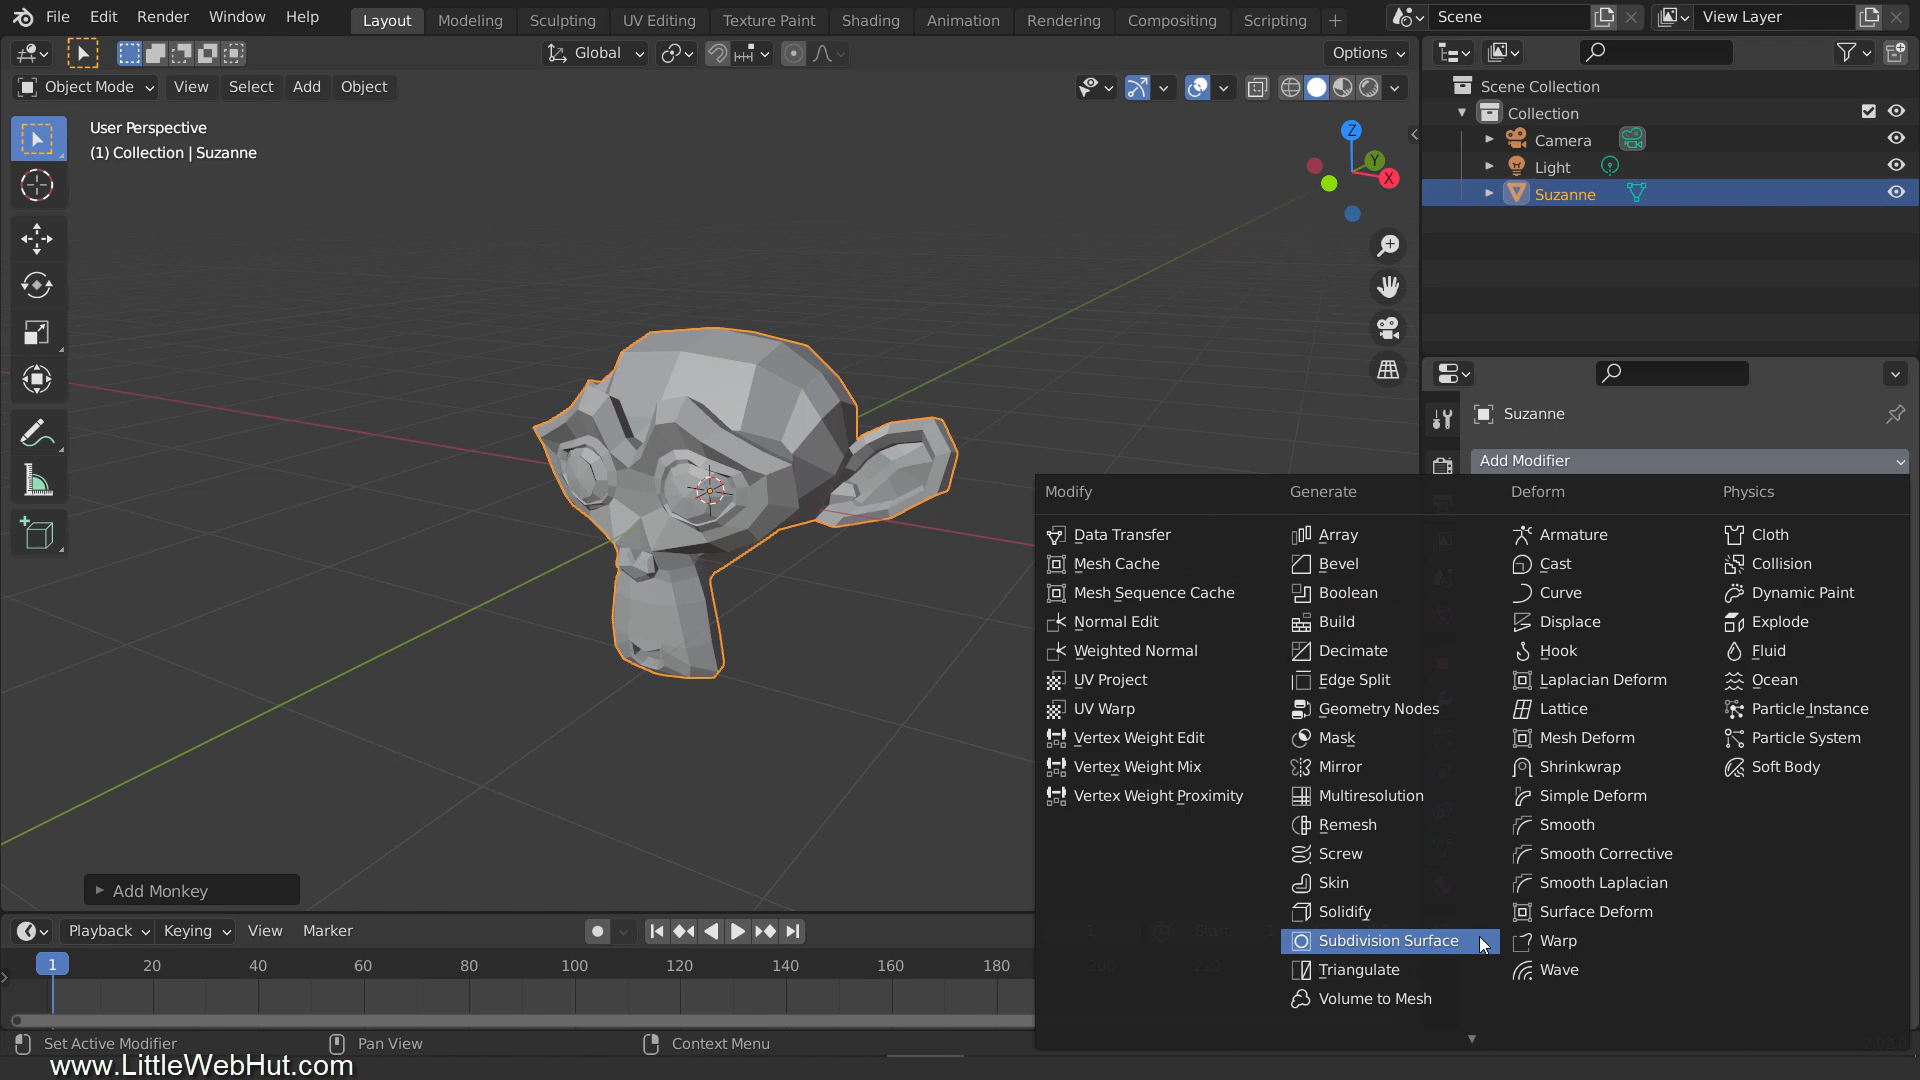 File Edit Render Window Help Layout Modeling Sculpting UV Editing Texture Paint Shading Animation Rendering Compositing Scripting + Scene View Layer
Global Options
Object Mode View Select Add Object
User Perspective
(1) Collection | Suzanne
Z
Y
X
Scene Collection
Collection
Camera
Light
Suzanne
Suzanne
Add Modifier
Modify Generate Deform Physics
Data Transfer Array Armature Cloth
Mesh Cache Bevel Cast Collision
Mesh Sequence Cache Boolean Curve Dynamic Paint
Normal Edit Build Displace Explode
Weighted Normal Decimate Hook Fluid
UV Project Edge Split Laplacian Deform Ocean
UV Warp Geometry Nodes Lattice Particle Instance
Vertex Weight Edit Mask Mesh Deform Particle System
Vertex Weight Mix Mirror Shrinkwrap Soft Body
Vertex Weight Proximity Multiresolution Simple Deform
Remesh Smooth
Screw Smooth Corrective
Skin Smooth Laplacian
Solidify Surface Deform
Subdivision Surface Warp
Triangulate Wave
Volume to Mesh
Add Monkey
Playback Keying View Marker 1 Start 1
1 20 40 60 80 100 120 140 160 180 200 220
Set Active Modifier Pan View Context Menu
www.LittleWebHut.com